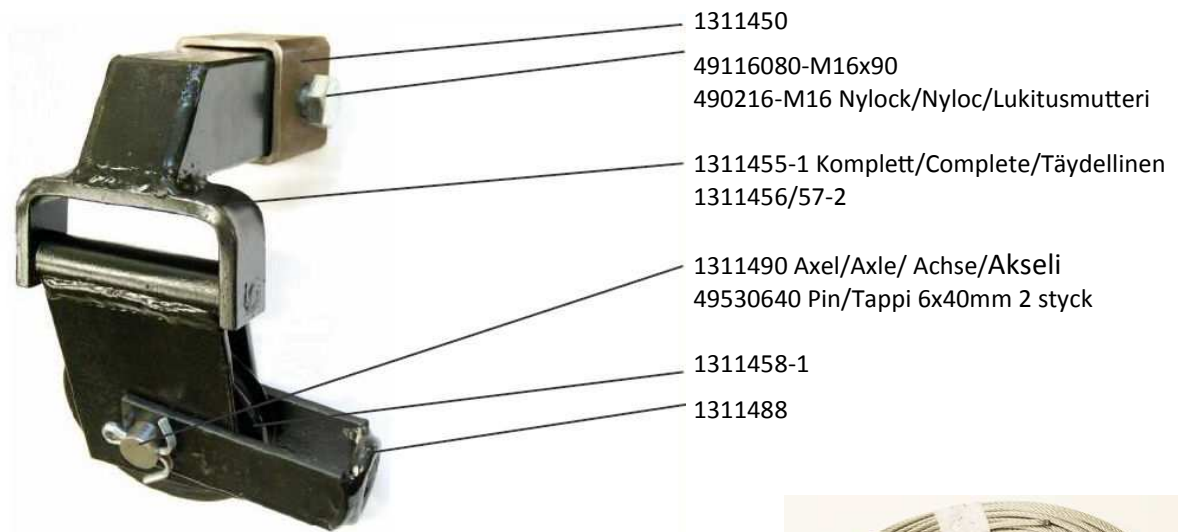 1311450
49116080-M16x90
490216-M16 Nylock/Nyloc/Lukitusmutteri
1311455-1 Komplett/Complete/Täydellinen
1311456/57-2
1311490 Axel/Axle/ Achse/Akseli
49530640 Pin/Tappi 6x40mm 2 styck
1311458-1
1311488